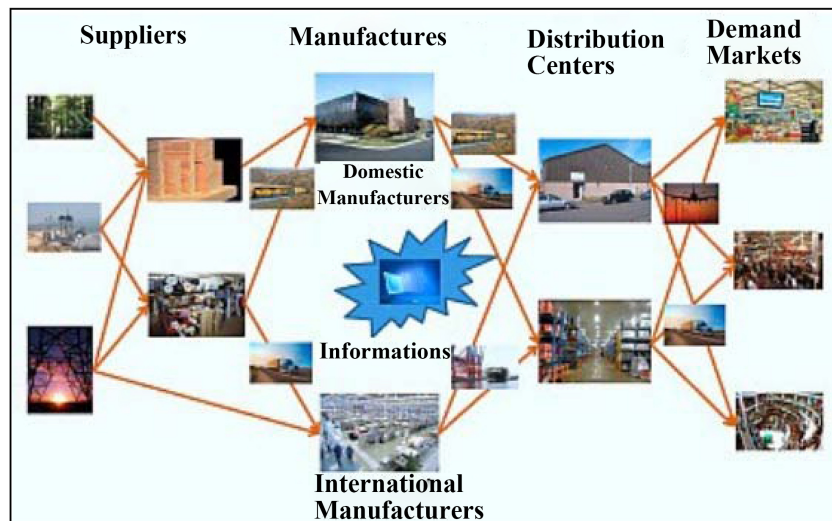 Suppliers
Manufactures
Distribution
Centers
Demand
Markets
Domestic
Manufacturers
Informations
International
Manufacturers